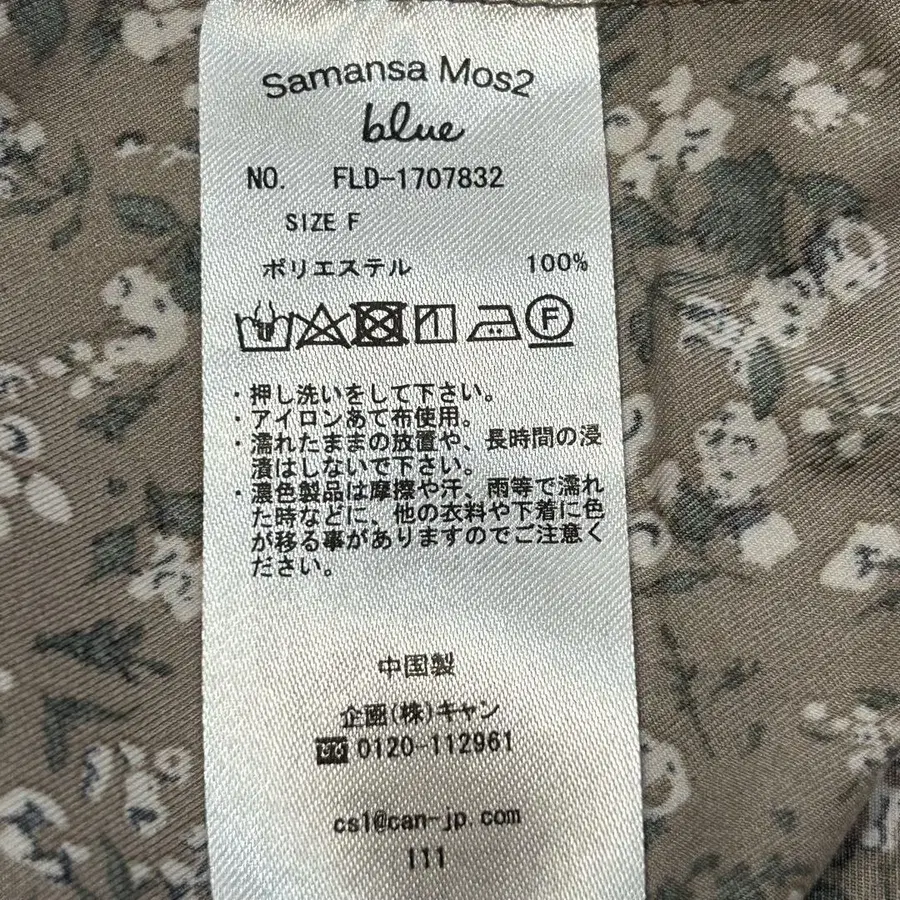 Samansa Mos2
blue
NO. FLD-1707832
SIZE F
ポリエステル 100%
F
・押し洗いをして下さい。
・アイロンあて布使用。
・濡れたままの放置や、長時間の浸
漬はしないで下さい。
・濃色製品は摩擦や汗、雨等で濡れ
た時などに、他の衣料や下着に色
が移る事がありますのでご注意く
ださい。
中国製
企画(株)キャン
0120-112961
cs1@can-jp.com
I11